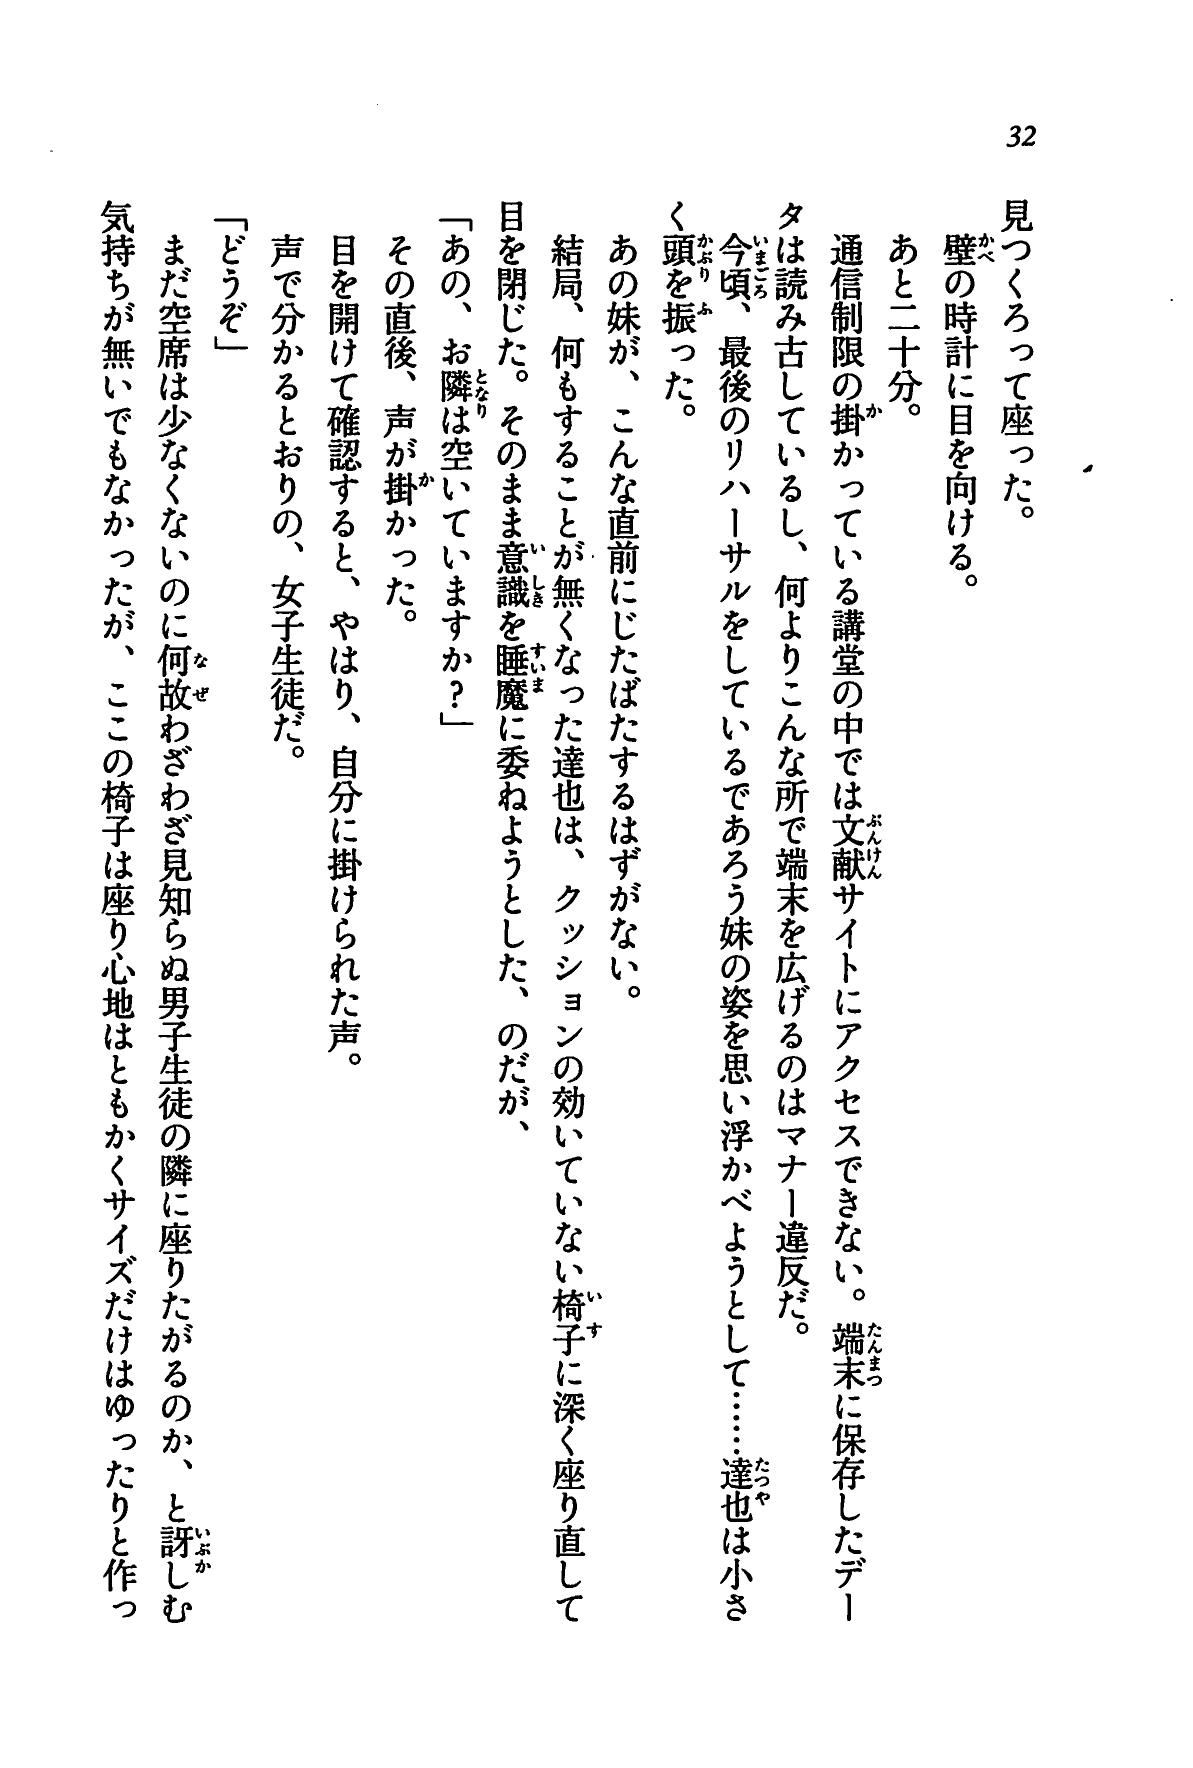 32
見つくろって座った。
壁の時計に目を向ける。
あと二十分。
通信制限の掛かっている講堂の中では文献サイトにアクセスできない。端末に保存したデー
タは読み古しているし、何よりこんな所で端末を広げるのはマナー違反だ。
今頃、最後のリハーサルをしているであろう妹の姿を思い浮かべようとして……達也は小さ
く頭を振った。
あの妹が、こんな直前にじたばたするはずがない。
結局、何もすることが無くなった達也は、クッションの効いていない椅子に深く座り直して
目を閉じた。そのまま意識を睡魔に委ねようとした、のだが、
「あの、お隣は空いていますか？」
その直後、声が掛かった。
目を開けて確認すると、やはり、自分に掛けられた声。
声で分かるとおりの、女子生徒だ。
「どうぞ」
まだ空席は少なくないのに何故わざわざ見知らぬ男子生徒の隣に座りたがるのか、と訝しむ
気持ちが無いでもなかったが、ここの椅子は座り心地はともかくサイズだけはゆったりと作っ